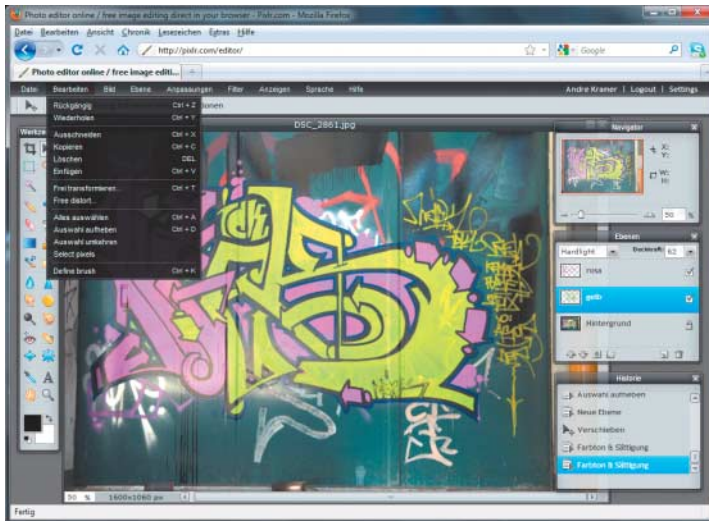 Photo editor online / free image editing direct in your browser - Pixlr.com - Mozilla Firefox
Datei Bearbeiten Ansicht Chronik Lesezeichen Extras Hilfe
http://pixlr.com/editor/
Google
Photo editor online / free image editi...
Datei Bearbeiten Bild Ebene Anpassungen Filter Anzeigen Sprache Hilfe
Andre Kramer | Logout | Settings
Rückgängig Ctrl + Z
Wiederholen Ctrl + Y
Ausschneiden Ctrl + X
Kopieren Ctrl + C
Löschen DEL
Einfügen Ctrl + V
Frei transformieren... Ctrl + T
Free distort...
Alles auswählen Ctrl + A
Auswahl aufheben Ctrl + D
Auswahl umkehren
Select pixels
Define brush Ctrl + K
DSC_2861.jpg
Navigator
X:
Y:
W:
H:
50 %
Ebenen
Hardlight Deckkraft: 62
rosa
gelb
Hintergrund
Historie
Auswahl aufheben
Neue Ebene
Verschieben
Farbton & Sättigung
Farbton & Sättigung
50 % 1600x1060 px
Fertig